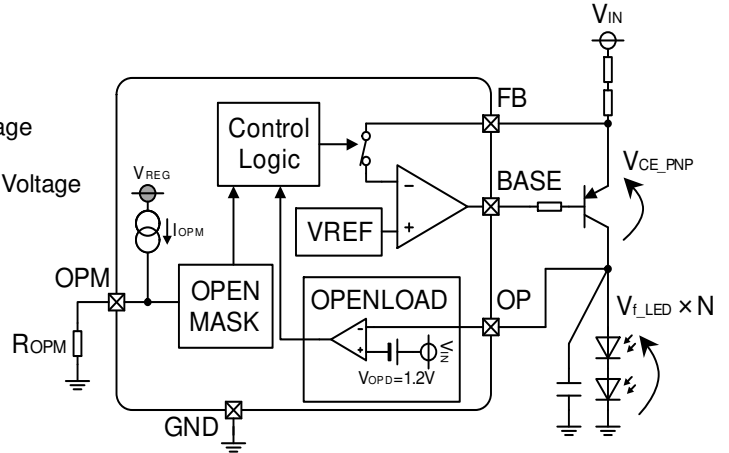 VIN
FB
age
Control
Logic
VCE_PNP
Voltage
VREG
BASE
IOPM
VREF
OPM
OPEN
MASK
OPENLOAD
OP
Vf_LED × N
ROPM
VIN
VOPD=1.2V
GND